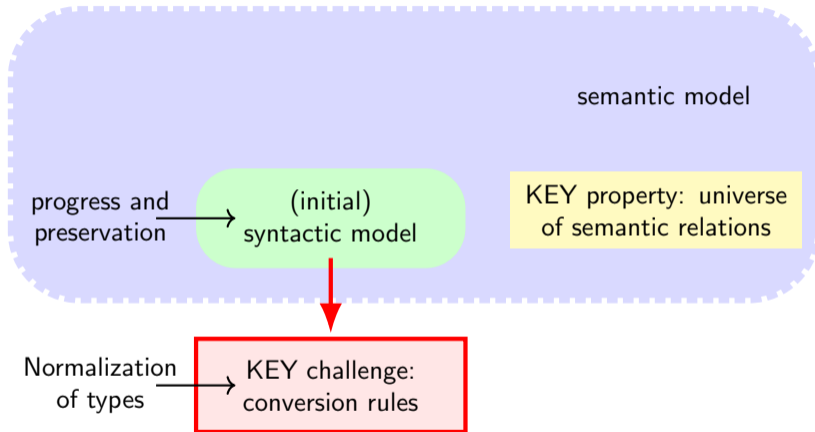 semantic model
progress and
preservation
(initial)
syntactic model
KEY property: universe
of semantic relations
Normalization
of types
KEY challenge:
conversion rules